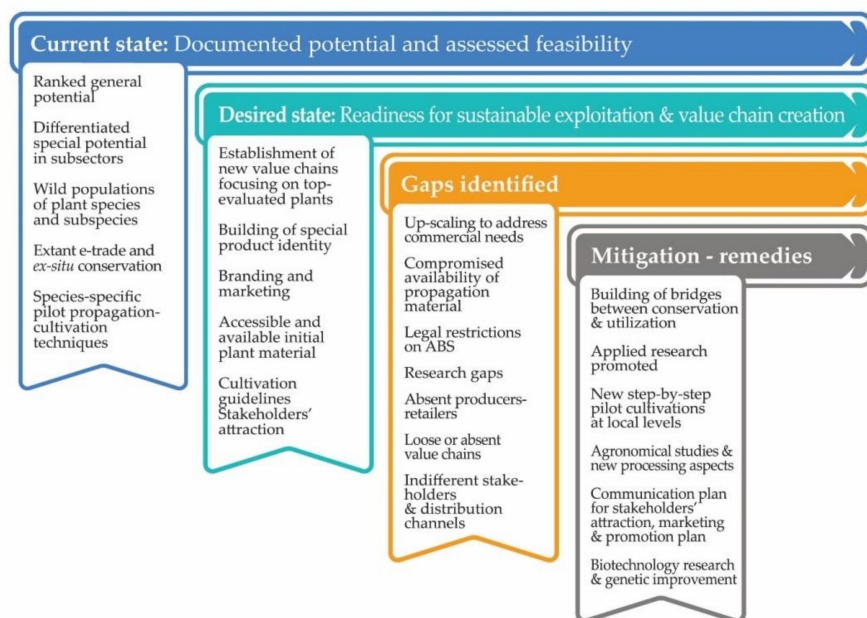 Current state: Documented potential and assessed feasibility
Ranked general
potential
Differentiated
special potential
in subsectors
Wild populations
of plant species
and subspecies
Extant e-trade and
ex-situ conservation
Species-specific
pilot propagation-
cultivation
techniques
Desired state: Readiness for sustainable exploitation & value chain creation
Establishment of
new value chains
focusing on top-
evaluated plants
Building of special
product identity
Branding and
marketing
Accessible and
available initial
plant material
Cultivation
guidelines
Stakeholders'
attraction
Gaps identified
Up-scaling to address
commercial needs
Compromised
availability of
propagation
material
Legal restrictions
on ABS
Research gaps
Absent producers-
retailers
Loose or absent
value chains
Indifferent stake-
holders
& distribution
channels
Mitigation - remedies
Building of bridges
between conservation
& utilization
Applied research
promoted
New step-by-step
pilot cultivations
at local levels
Agronomical studies &
new processing aspects
Communication plan
for stakeholders'
attraction, marketing
& promotion plan
Biotechnology research
& genetic improvement